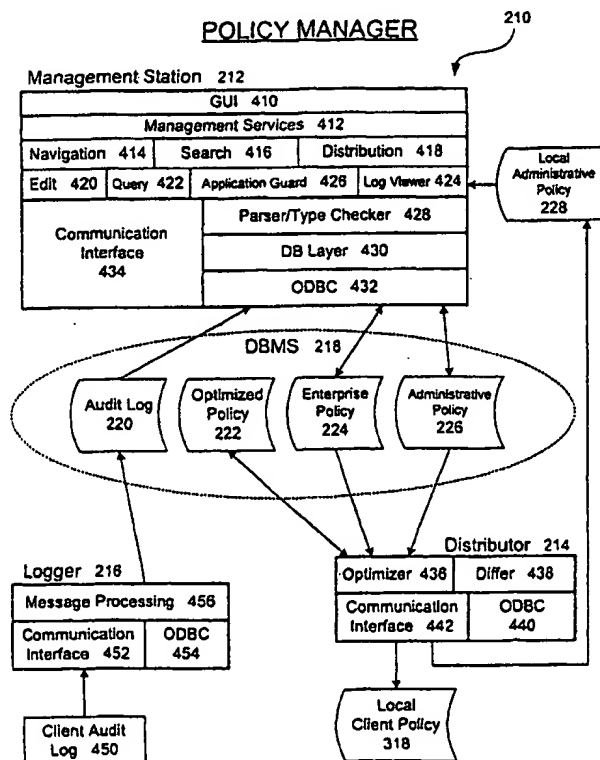 POLICY MANAGER
210
Management Station 212
GUI 410
Management Services 412
Navigation 414
Search 416
Distribution 418
Edit 420
Query 422
Application Guard 426
Log Viewer 424
Local
Administrative
Policy
228
Communication
Interface
434
Parser/Type Checker 428
DB Layer 430
ODBC 432
DBMS 218
Audit Log
220
Optimized
Policy
222
Enterprise
Policy
224
Administrative
Policy
226
Logger 216
Message Processing 456
Communication
Interface 452
ODBC
454
Client Audit
Log 450
Distributor 214
Optimizer 436
Differ 438
Communication
Interface 442
ODBC
440
Local
Client Policy
318